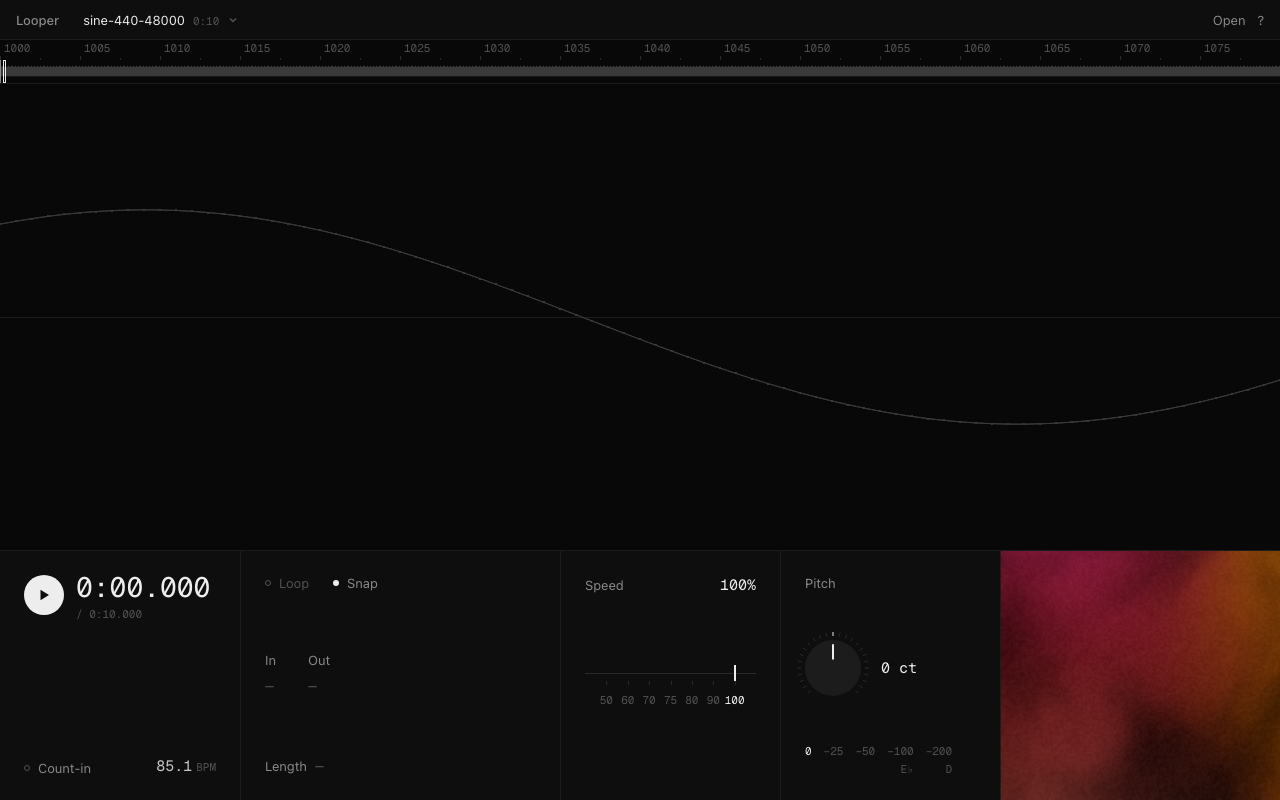 Looper sine-440-48000 0:10 Open ?
1000 1005 1010 1015 1020 1025 1030 1035 1040 1045 1050 1055 1060 1065 1070 1075
0:00.000
/ 0:10.000
Count-in 85.1 BPM
Loop Snap
In Out
— —
Length —
Speed 100%
50 60 70 75 80 90 100
Pitch
0 ct
0 −25 −50 −100 −200
E♭ D